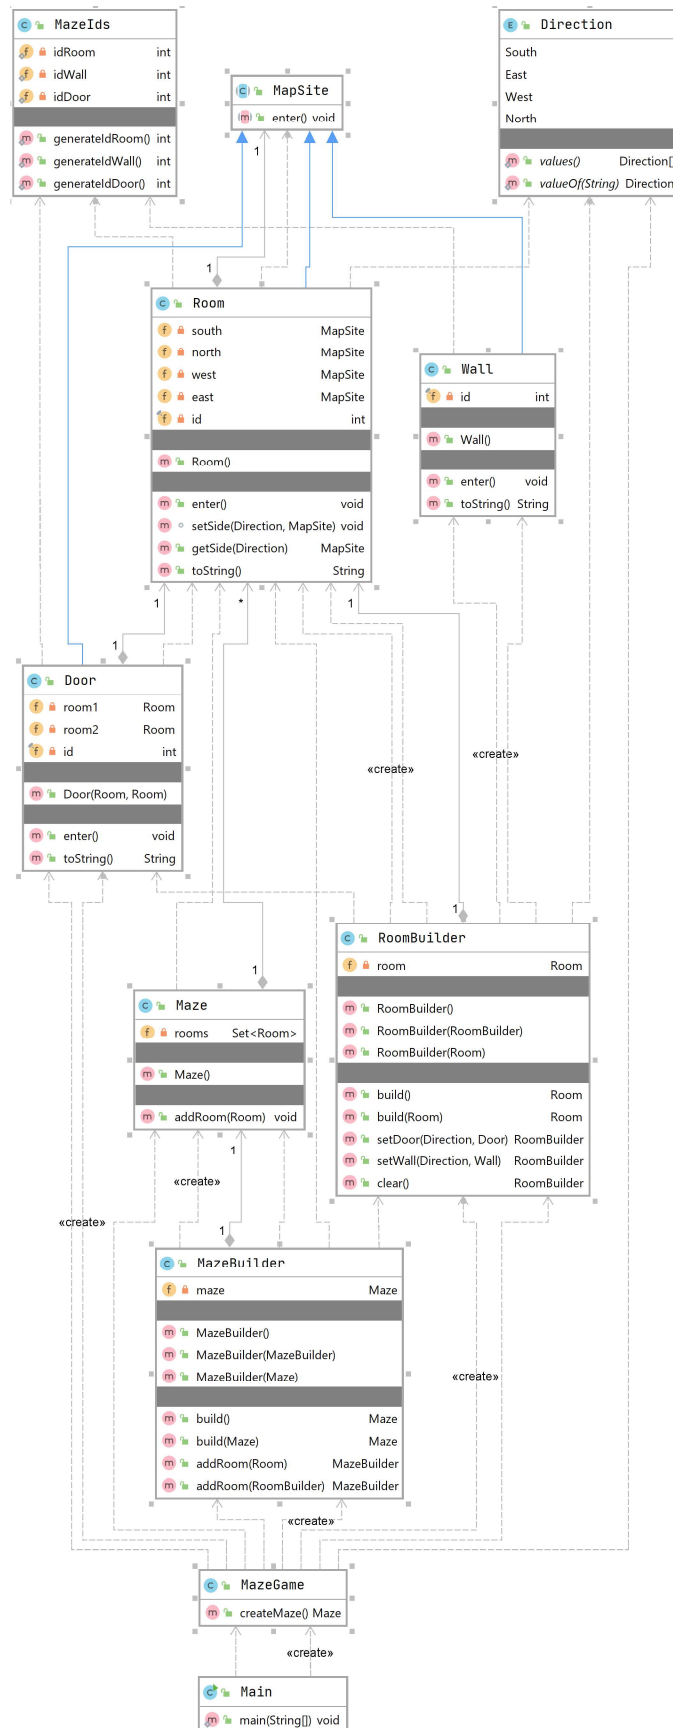 MazeIds
idRoom int
idWall int
idDoor int
generateIdRoom() int
generateIdWall() int
generateIdDoor() int
Direction
South
East
West
North
values() Direction[]
valueOf(String) Direction
MapSite
enter() void
1
1
Room
south MapSite
north MapSite
west MapSite
east MapSite
id int
Room()
enter() void
setSide(Direction, MapSite) void
getSide(Direction) MapSite
toString() String
Wall
id int
Wall()
enter() void
toString() String
1
*
1
1
Door
room1 Room
room2 Room
id int
Door(Room, Room)
enter() void
toString() String
«create»
«create»
1
RoomBuilder
room Room
RoomBuilder()
RoomBuilder(RoomBuilder)
RoomBuilder(Room)
build() Room
build(Room) Room
setDoor(Direction, Door) RoomBuilder
setWall(Direction, Wall) RoomBuilder
clear() RoomBuilder
1
Maze
rooms Set<Room>
Maze()
addRoom(Room) void
1
«create»
«create»
1
MazeBuilder
maze Maze
MazeBuilder()
MazeBuilder(MazeBuilder)
MazeBuilder(Maze)
build() Maze
build(Maze) Maze
addRoom(Room) MazeBuilder
addRoom(RoomBuilder) MazeBuilder
«create»
«create»
MazeGame
createMaze() Maze
«create»
Main
main(String[]) void